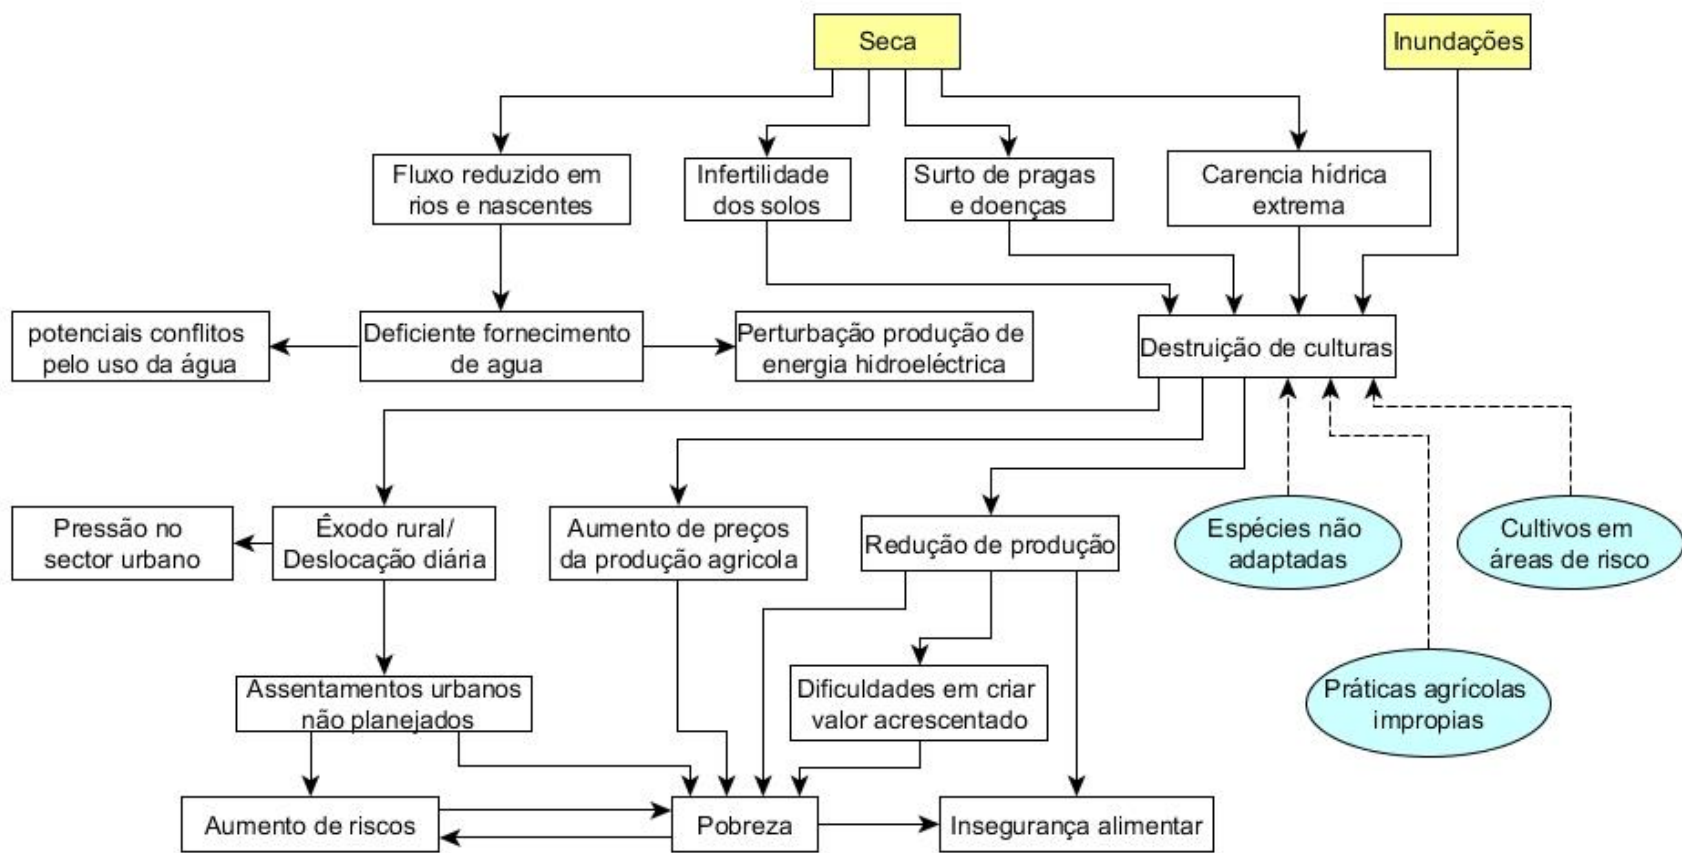 Seca
Inundações
Fluxo reduzido em
rios e nascentes
Infertilidade
dos solos
Surto de pragas
e doenças
Carencia hídrica
extrema
potenciais conflitos
pelo uso da água
Deficiente fornecimento
de agua
Perturbação produção de
energia hidroeléctrica
Destruição de culturas
Pressão no
sector urbano
Êxodo rural/
Deslocação diária
Aumento de preços
da produção agricola
Redução de produção
Espécies não
adaptadas
Cultivos em
áreas de risco
Assentamentos urbanos
não planejados
Dificuldades em criar
valor acrescentado
Práticas agrícolas
impropias
Aumento de riscos
Pobreza
Insegurança alimentar